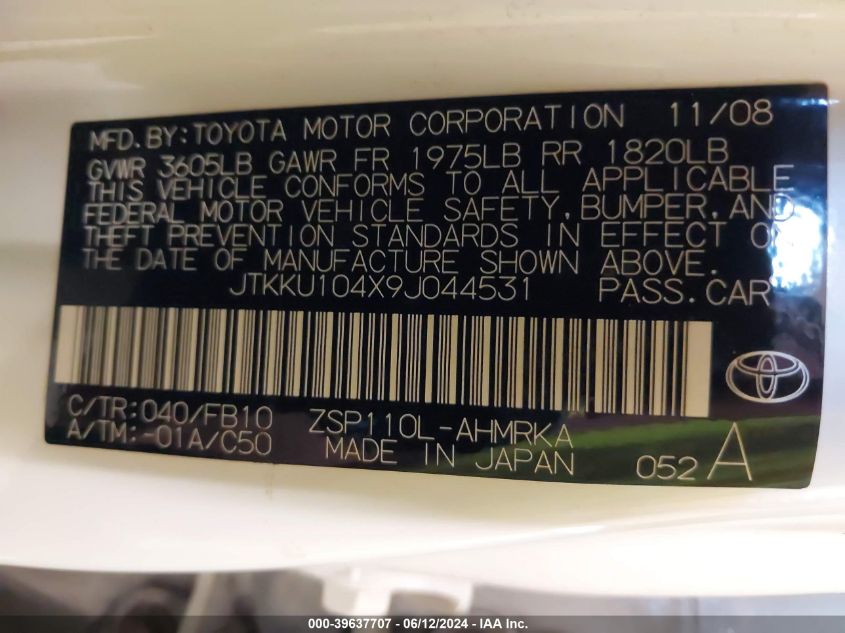 MFD.BY:TOYOTA MOTOR CORPORATION 11/08
GVWR 3605LB GAWR FR 1975LB RR 1820LB
THIS VEHICLE CONFORMS TO ALL APPLICABLE
FEDERAL MOTOR VEHICLE SAFETY,BUMPER,AND
THEFT PREVENTION STANDARDS IN EFFECT ON
THE DATE OF MANUFACTURE SHOWN ABOVE.
JTKKU104X9J044531 PASS.CAR
C/TR:040/FB10 ZSP110L-AHMRKA
A/TM:-01A/C50 MADE IN JAPAN 052 A
000-39637707 - 06/12/2024 - IAA Inc.